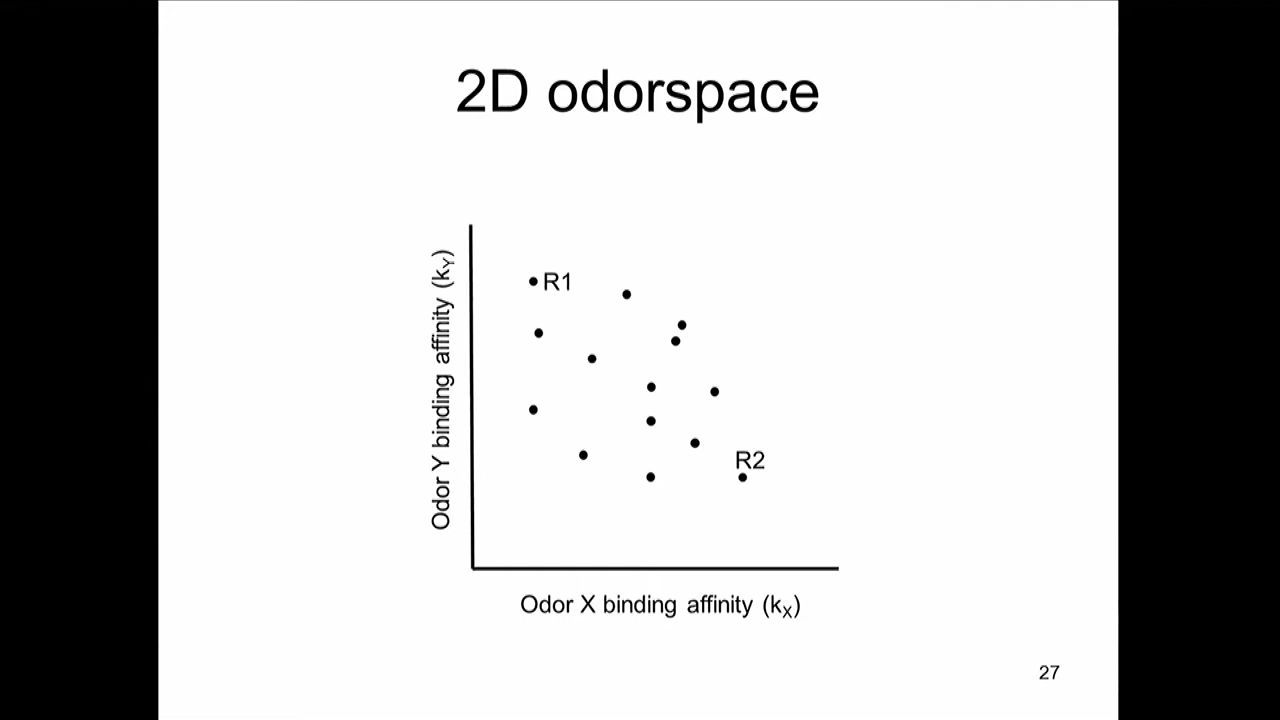 2D odorspace
Odor Y binding affinity (kY)
R1
R2
Odor X binding affinity (kX)
27